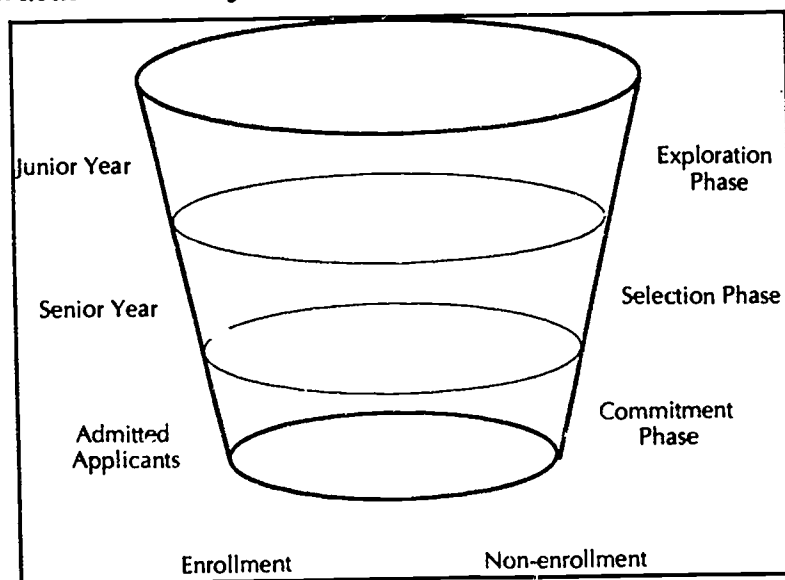 Junior Year
Exploration
Phase
Senior Year
Selection Phase
Admitted
Applicants
Commitment
Phase
Enrollment
Non-enrollment